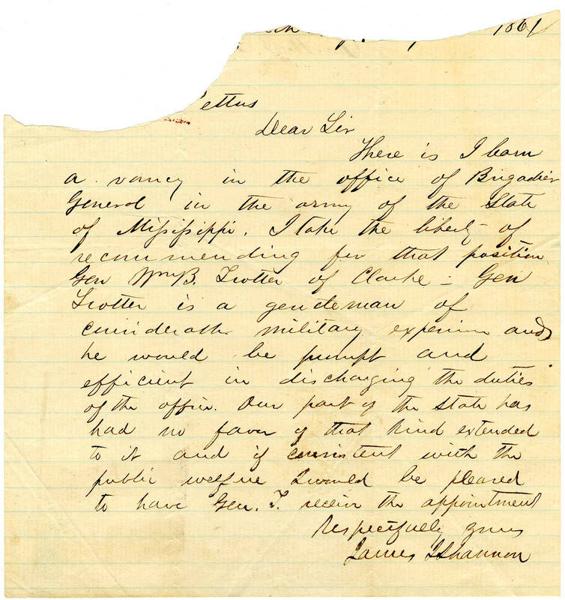 1861
ettus
Dear Sir
There is I learn
a vancy in the office of Brigadier
General in the army of the State
of Mississippi. I take the liberty of
recommending for that position
Gen Wm B. Trotter of Clarke - Gen
Trotter is a gentleman of
considerable military experience and
he would be prompt and
efficient in discharging the duties
of the office. Our part of the State has
had no favor of that kind extended
to it and if consistent with the
public welfare I would be pleased
to have Gen. T. receive the appointment
Respectfully yours
James J Shannon